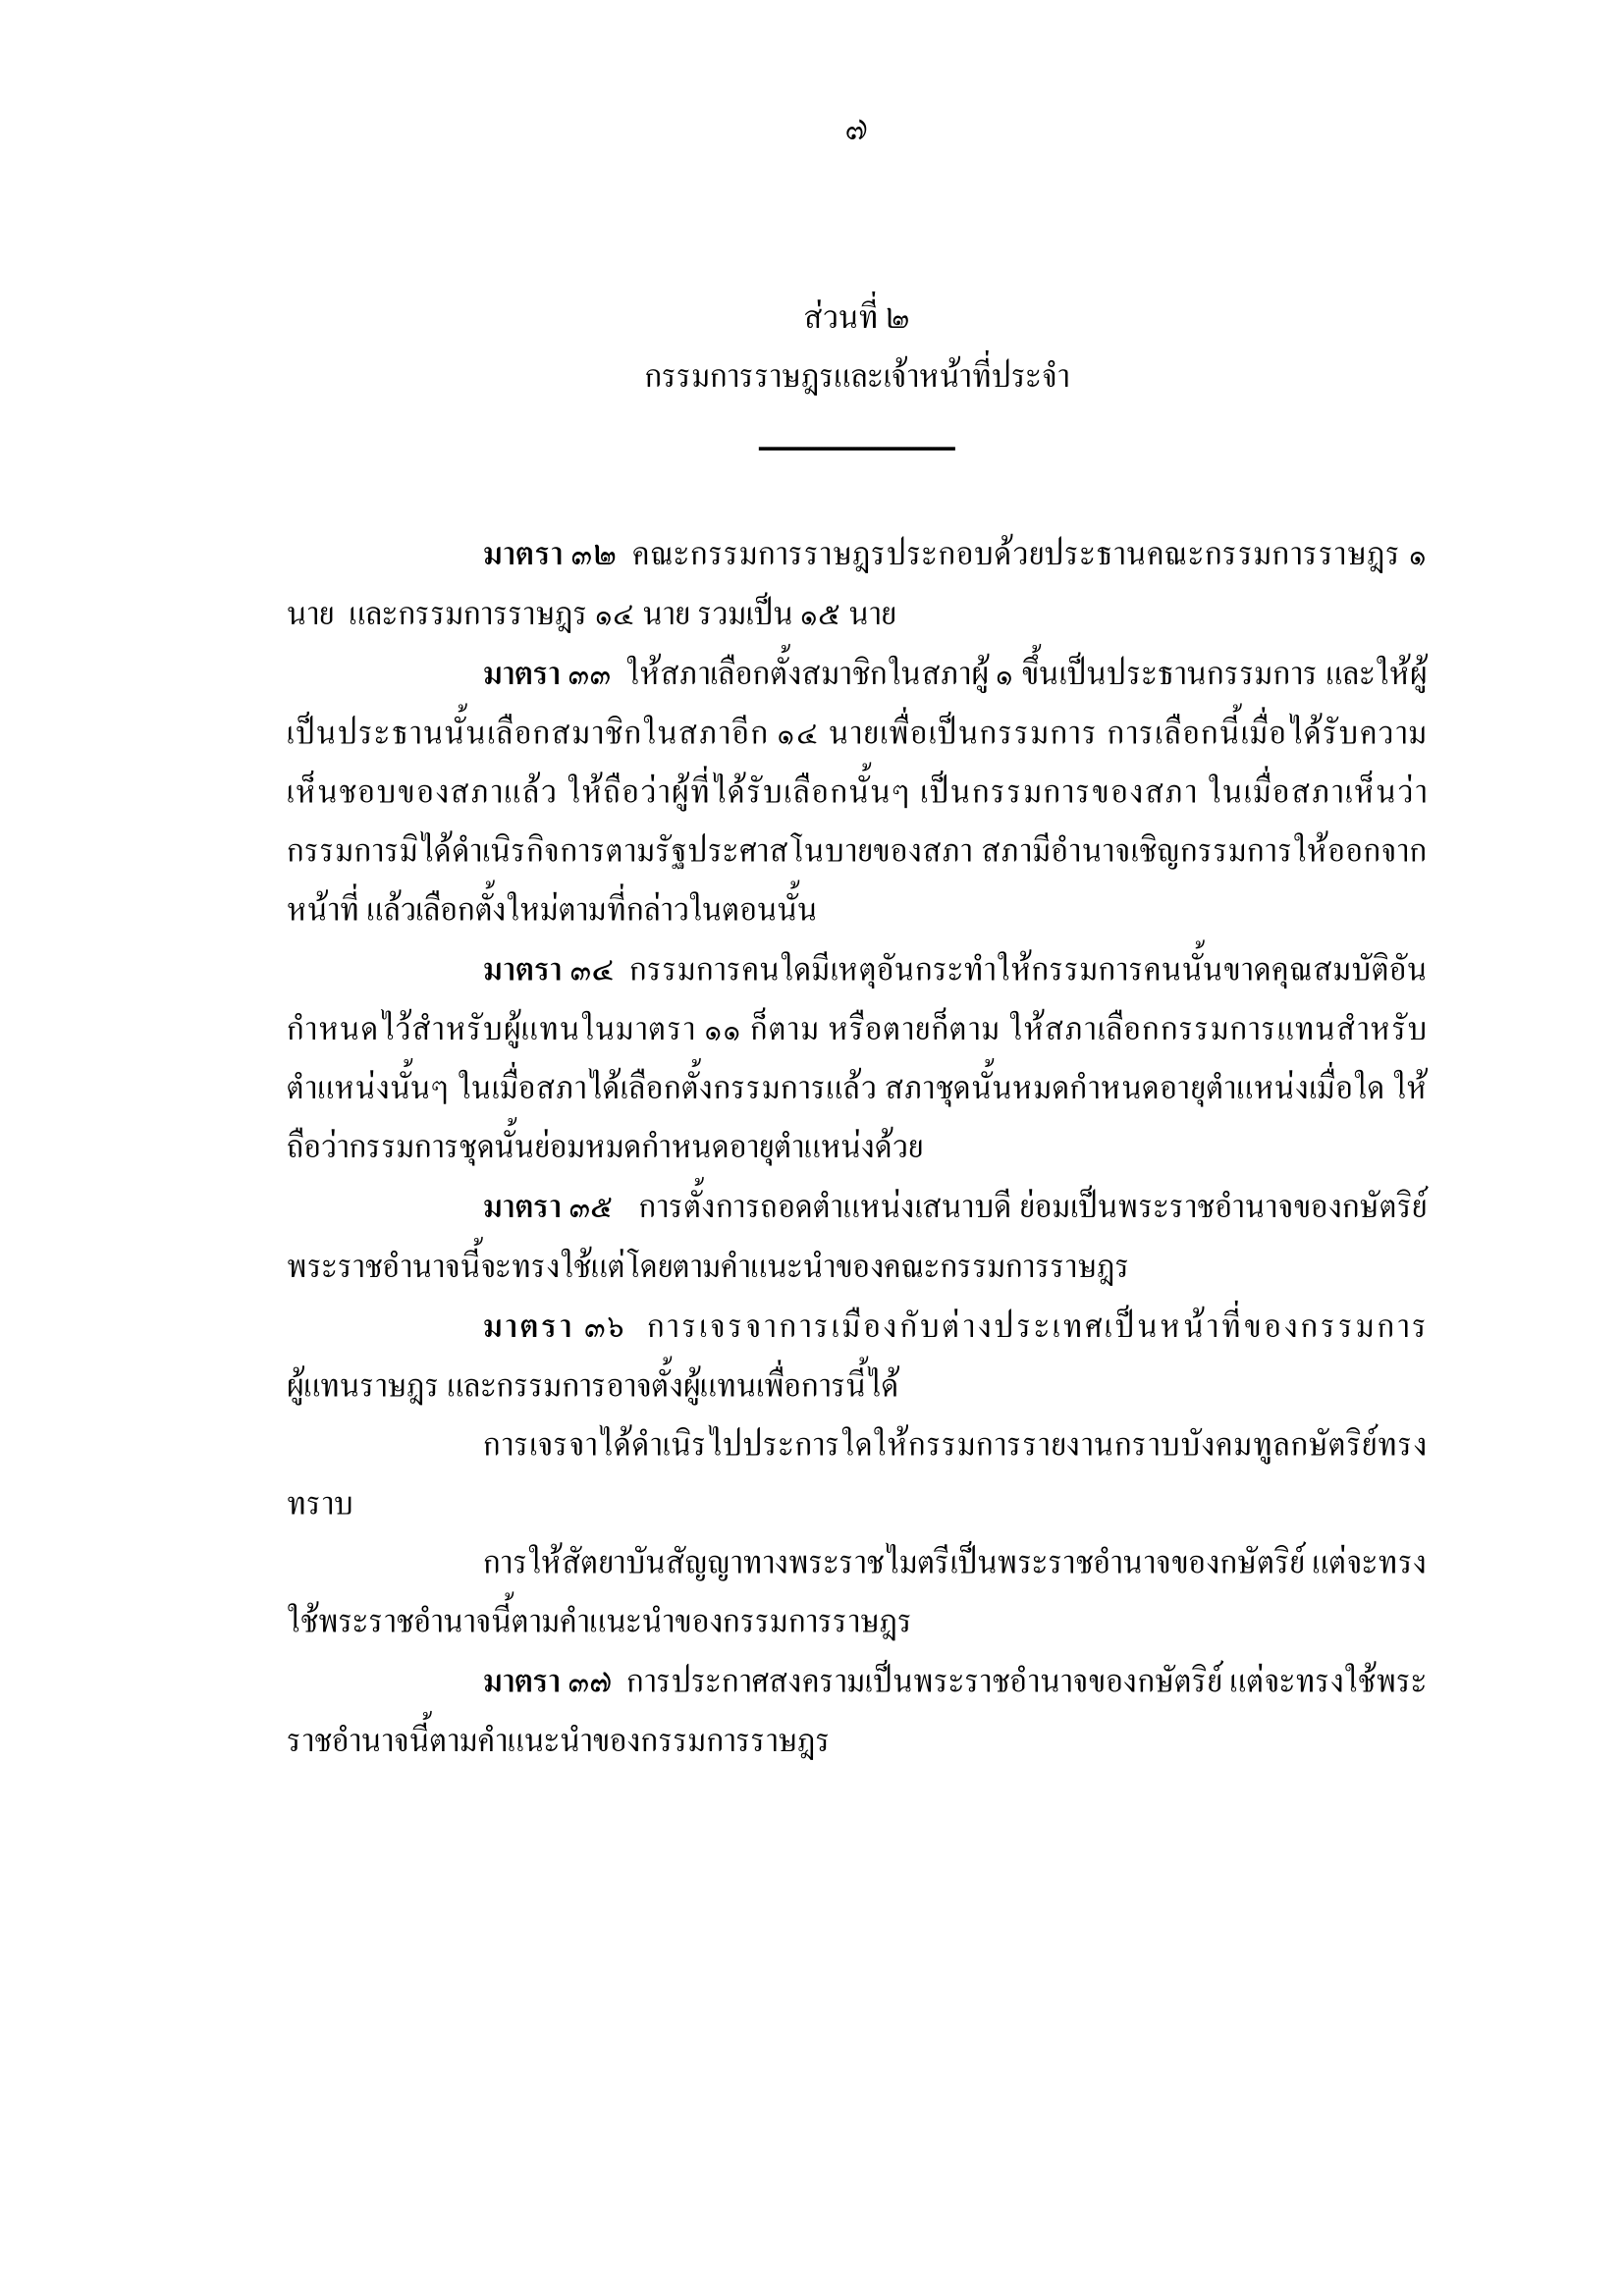 ๗
ส่วนที่ ๒
กรรมการราษฎรและเจ้าหน้าที่ประจำ
มาตรา ๓๒ คณะกรรมการราษฎรประกอบด้วยประธานคณะกรรมการราษฎร ๑
นาย และกรรมการราษฎร ๑๔ นาย รวมเป็น ๑๕ นาย
มาตรา ๓๓ ให้สภาเลือกตั้งสมาชิกในสภาผู้ ๑ ขึ้นเป็นประธานกรรมการ และให้ผู้
เป็นประธานนั้นเลือกสมาชิกในสภาอีก ๑๔ นายเพื่อเป็นกรรมการ การเลือกนี้เมื่อได้รับความ
เห็นชอบของสภาแล้ว ให้ถือว่าผู้ที่ได้รับเลือกนั้นๆ เป็นกรรมการของสภา ในเมื่อสภาเห็นว่า
กรรมการมิได้ดำเนิรกิจการตามรัฐประศาสโนบายของสภา สภามีอำนาจเชิญกรรมการให้ออกจาก
หน้าที่ แล้วเลือกตั้งใหม่ตามที่กล่าวในตอนนั้น
มาตรา ๓๔ กรรมการคนใดมีเหตุอันกระทำให้กรรมการคนนั้นขาดคุณสมบัติอัน
กำหนดไว้สำหรับผู้แทนในมาตรา ๑๑ ก็ตาม หรือตายก็ตาม ให้สภาเลือกกรรมการแทนสำหรับ
ตำแหน่งนั้นๆ ในเมื่อสภาได้เลือกตั้งกรรมการแล้ว สภาชุดนั้นหมดกำหนดอายุตำแหน่งเมื่อใด ให้
ถือว่ากรรมการชุดนั้นย่อมหมดกำหนดอายุตำแหน่งด้วย
มาตรา ๓๕ การตั้งการถอดตำแหน่งเสนาบดี ย่อมเป็นพระราชอำนาจของกษัตริย์
พระราชอำนาจนี้จะทรงใช้แต่โดยตามคำแนะนำของคณะกรรมการราษฎร
มาตรา ๓๖ การเจรจาการเมืองกับต่างประเทศเป็นหน้าที่ของกรรมการ
ผู้แทนราษฎร และกรรมการอาจตั้งผู้แทนเพื่อการนี้ได้
การเจรจาได้ดำเนิรไปประการใดให้กรรมการรายงานกราบบังคมทูลกษัตริย์ทรง
ทราบ
การให้สัตยาบันสัญญาทางพระราชไมตรีเป็นพระราชอำนาจของกษัตริย์ แต่จะทรง
ใช้พระราชอำนาจนี้ตามคำแนะนำของกรรมการราษฎร
มาตรา ๓๗ การประกาศสงครามเป็นพระราชอำนาจของกษัตริย์ แต่จะทรงใช้พระ
ราชอำนาจนี้ตามคำแนะนำของกรรมการราษฎร